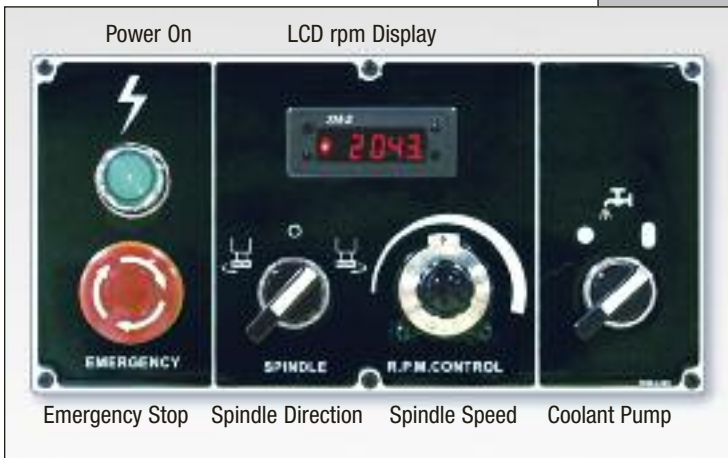 Power On LCD rpm Display
2043
EMERGENCY SPINDLE R.P.M.CONTROL
Emergency Stop Spindle Direction Spindle Speed Coolant Pump